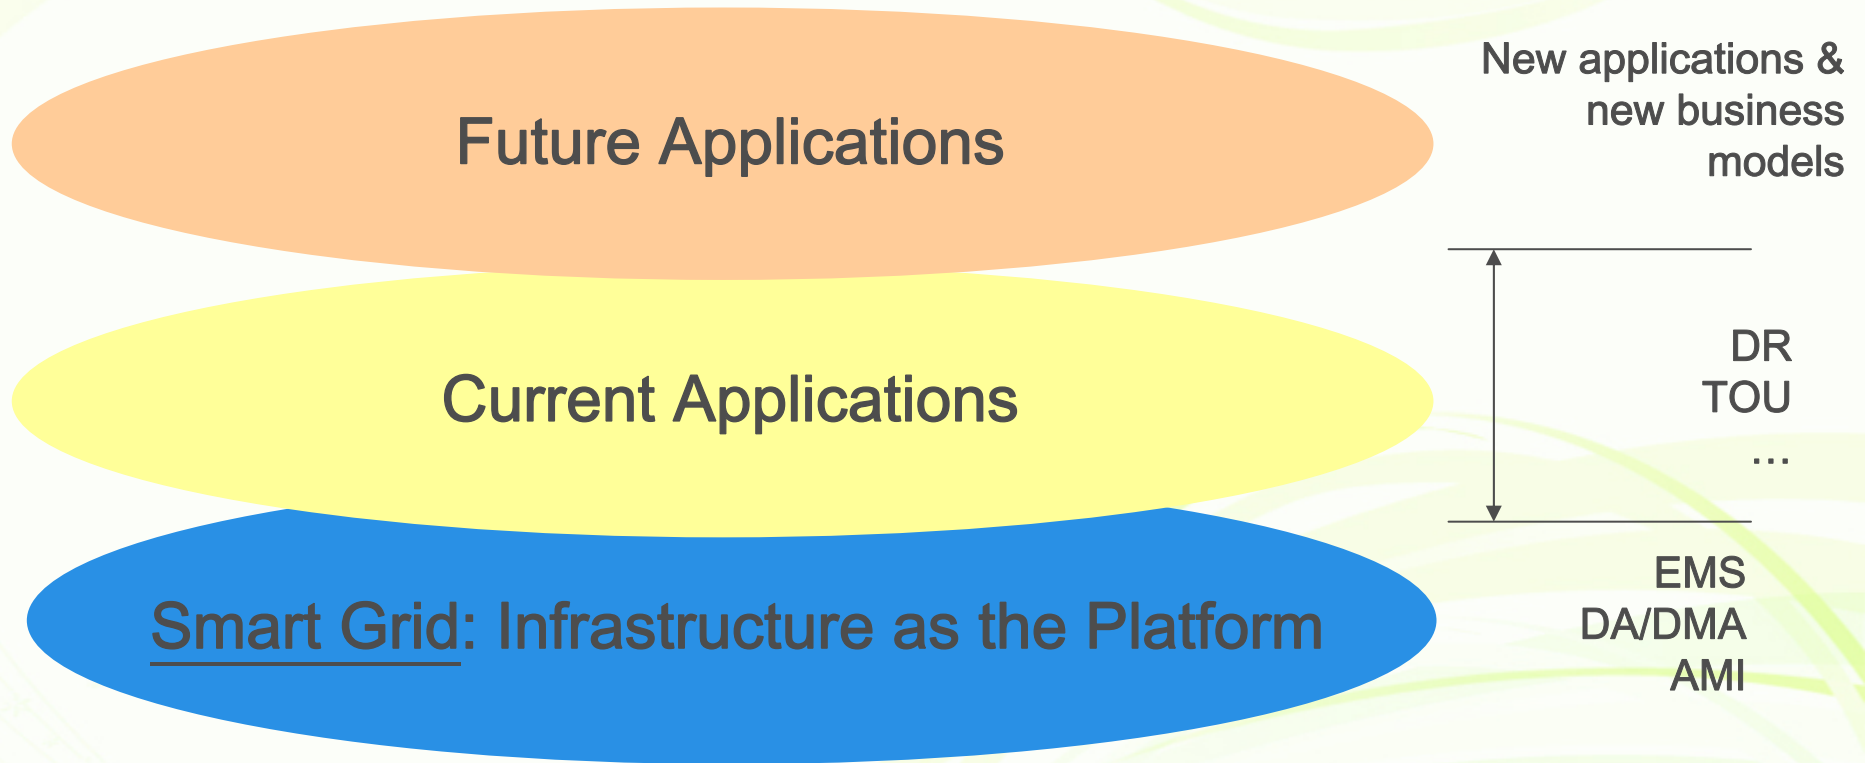 Future Applications
New applications &
new business
models
Current Applications
DR
TOU
...
Smart Grid: Infrastructure as the Platform
EMS
DA/DMA
AMI